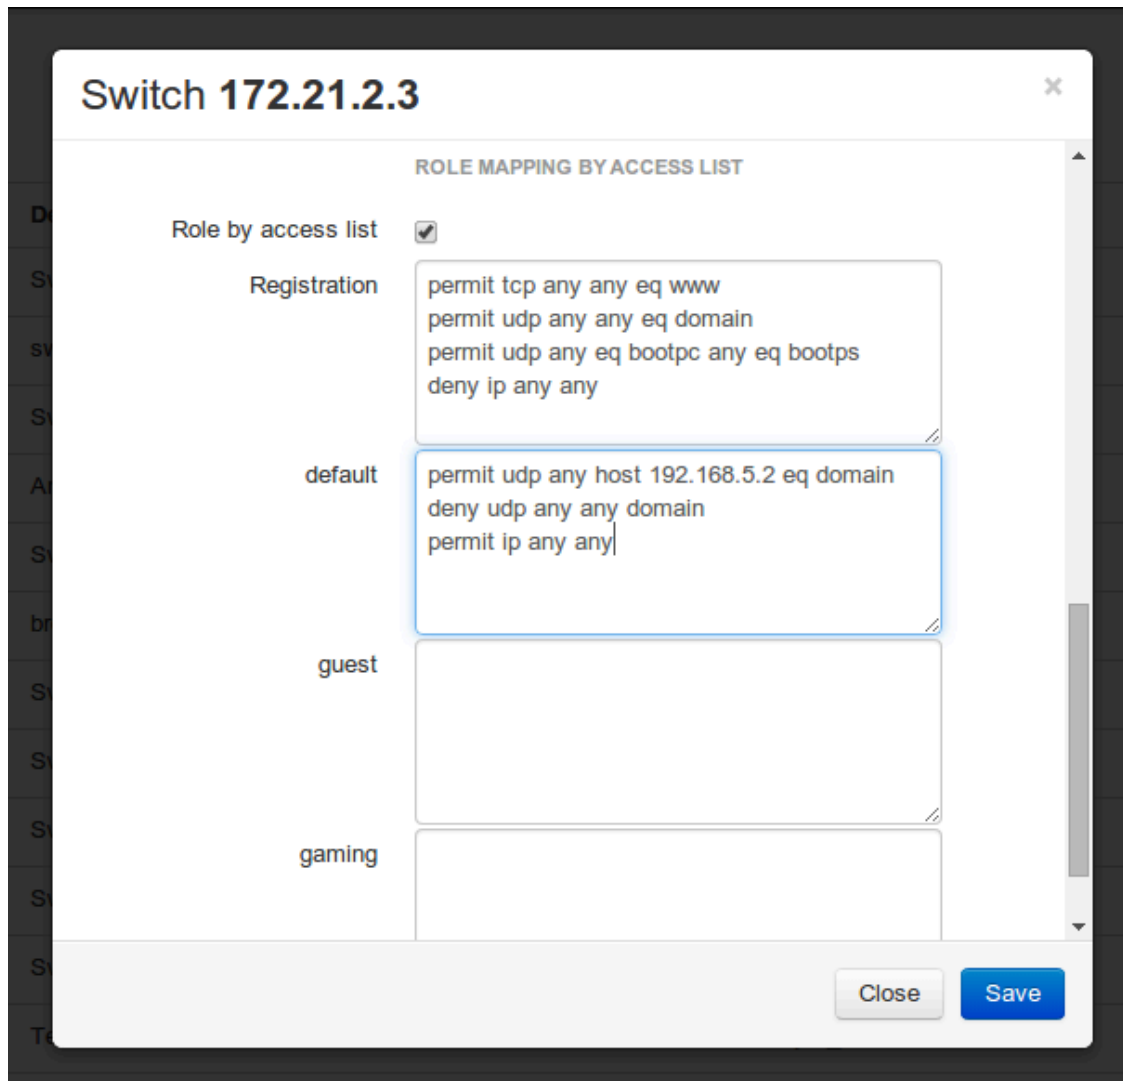 Switch 172.21.2.3
×
ROLE MAPPING BY ACCESS LIST
Role by access list
Registration
permit tcp any any eq www
permit udp any any eq domain
permit udp any eq bootpc any eq bootps
deny ip any any
default
permit udp any host 192.168.5.2 eq domain
deny udp any any domain
permit ip any any
guest
gaming
Close
Save